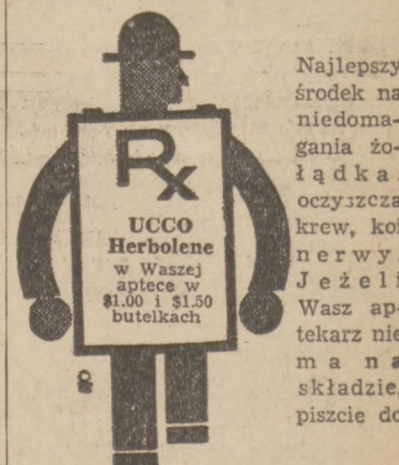 Rx
UCCO
Herbolene
w Waszej
aptece w
$1.00 i $1.50
butelkach
Najlepszy
środek na
niedoma-
gania żo-
łądka,
oczyszcza
krew, koi
nerwy.
Jeżeli
Wasz ap-
tekarz nie
ma na
składzie,
piszcie do